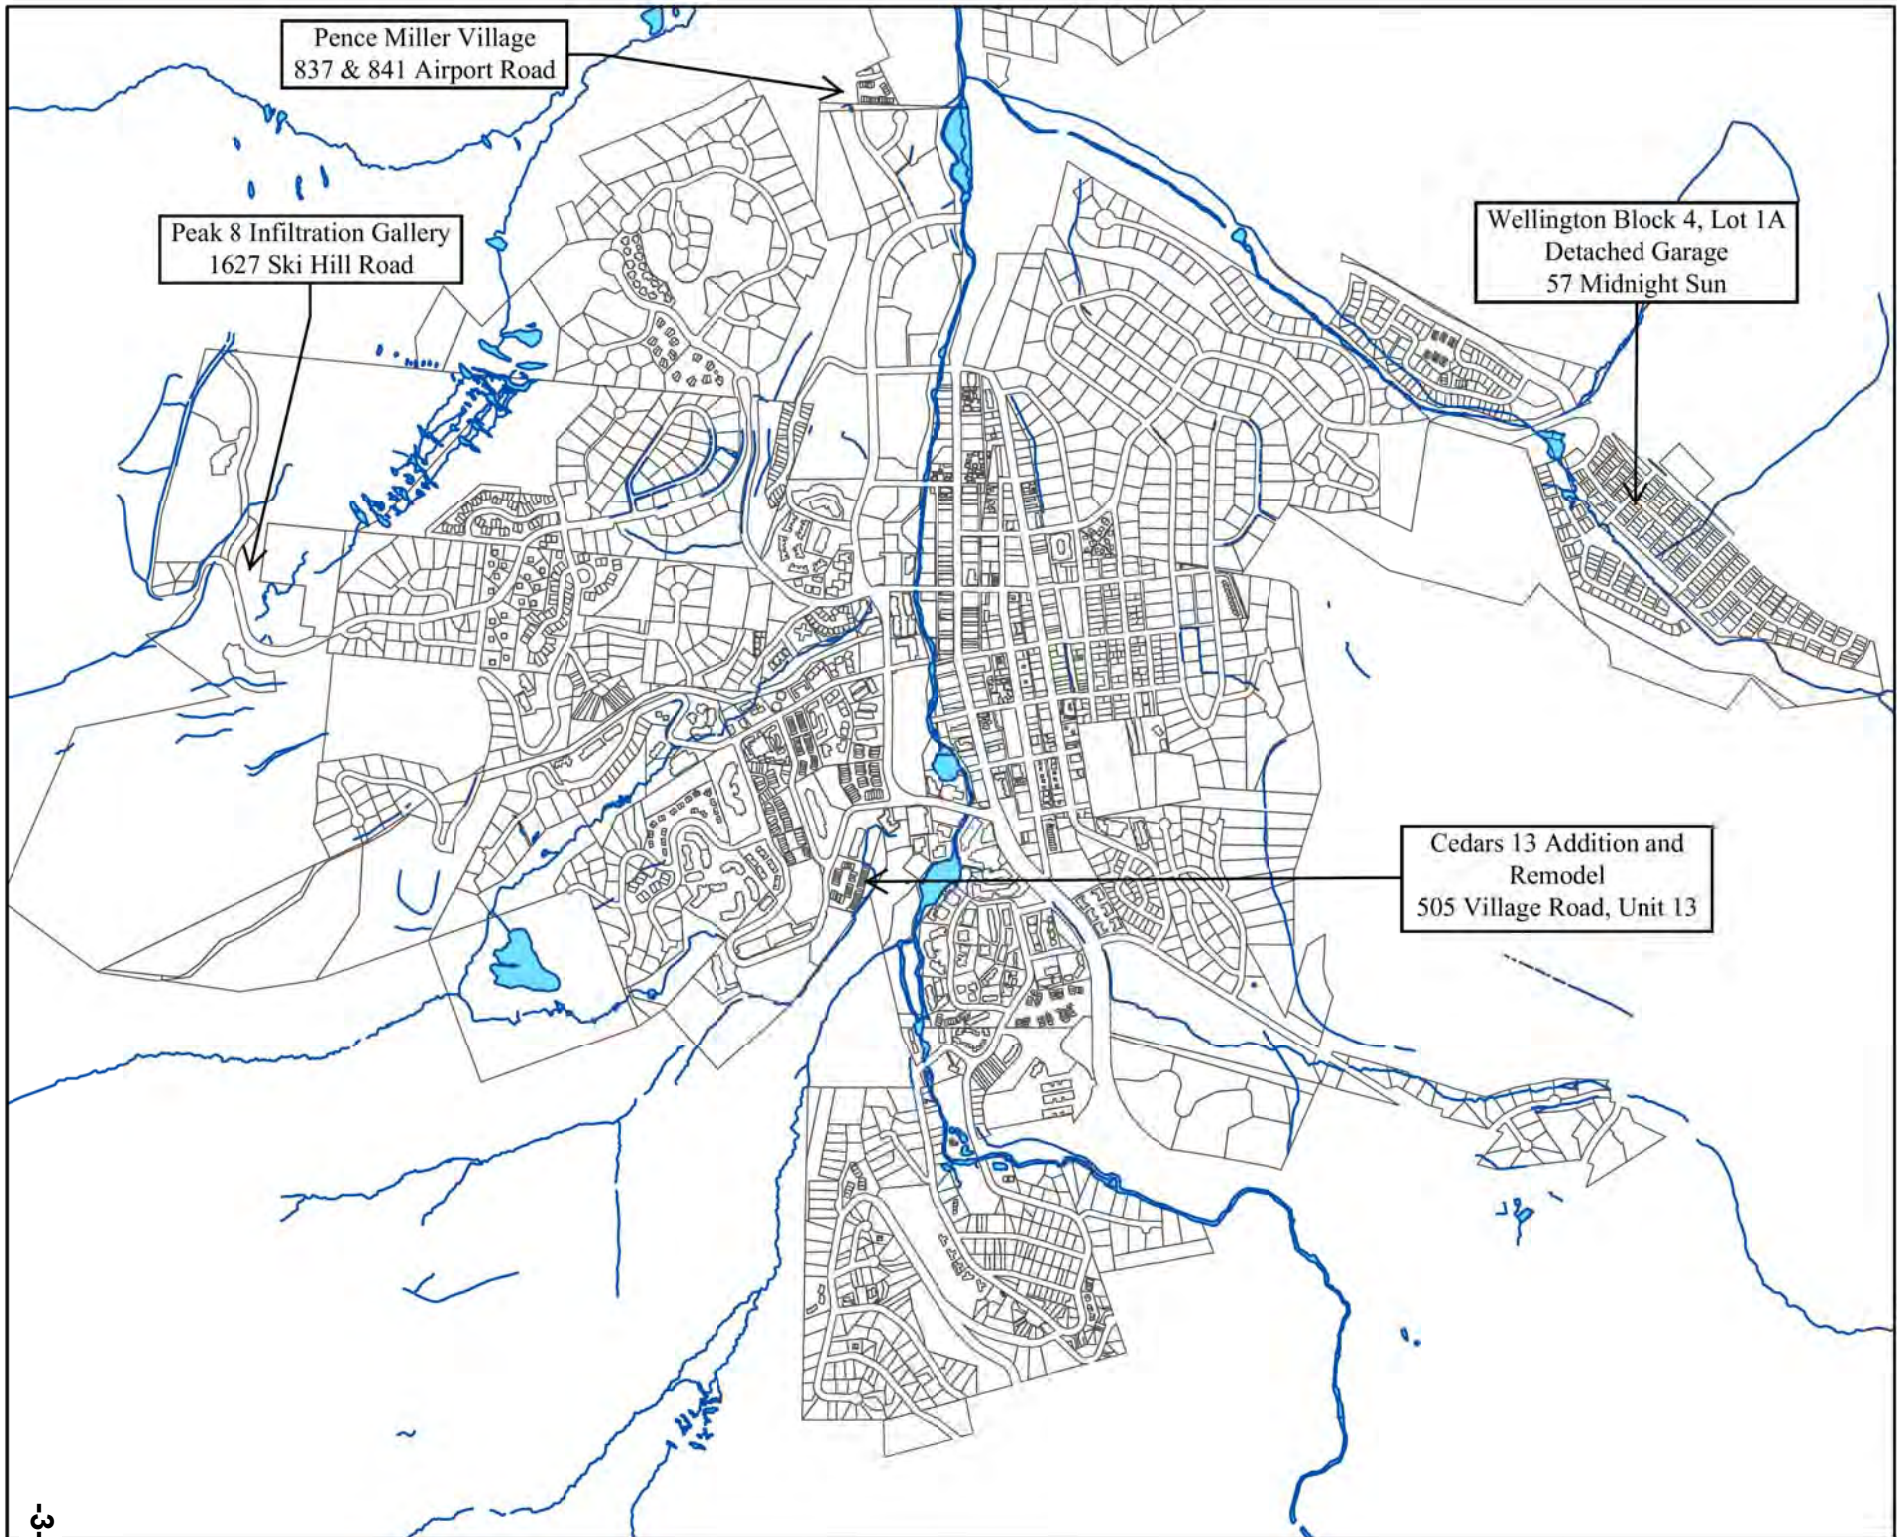 Pence Miller Village
837 & 841 Airport Road
Peak 8 Infiltration Gallery
1627 Ski Hill Road
Wellington Block 4, Lot 1A
Detached Garage
57 Midnight Sun
Cedars 13 Addition and
Remodel
505 Village Road, Unit 13
-3-